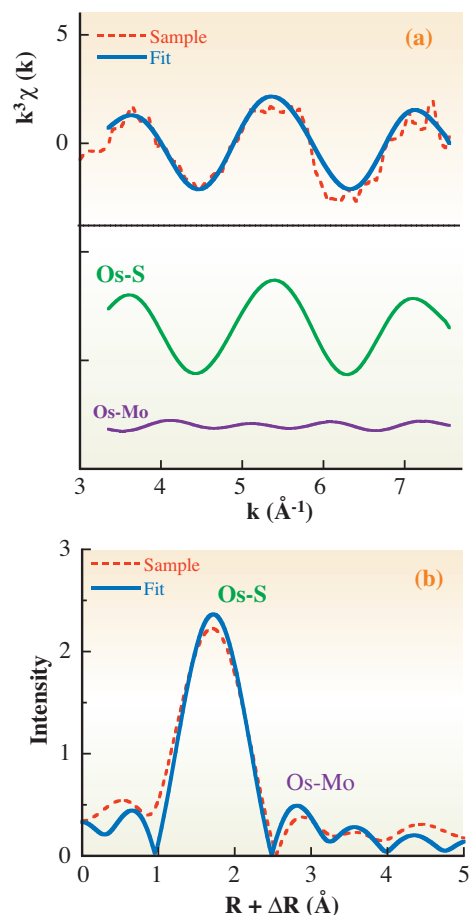 6
Sample
Fit
(a)
k³χ (k)
0
Os-S
Os-Mo
3 4 5 6 7
k (Å⁻¹)
3
Sample
Fit
(b)
Os-S
2
Intensity
1
Os-Mo
0
0 1 2 3 4 5
R + ΔR (Å)